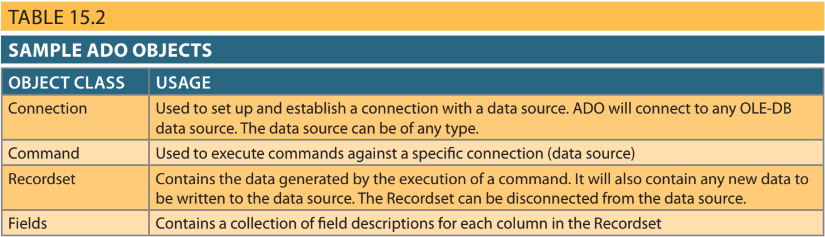 TABLE 15.2
SAMPLE ADO OBJECTS
OBJECT CLASS USAGE
Connection Used to set up and establish a connection with a data source. ADO will connect to any OLE-DB
data source. The data source can be of any type.
Command Used to execute commands against a specific connection (data source)
Recordset Contains the data generated by the execution of a command. It will also contain any new data to
be written to the data source. The Recordset can be disconnected from the data source.
Fields Contains a collection of field descriptions for each column in the Recordset